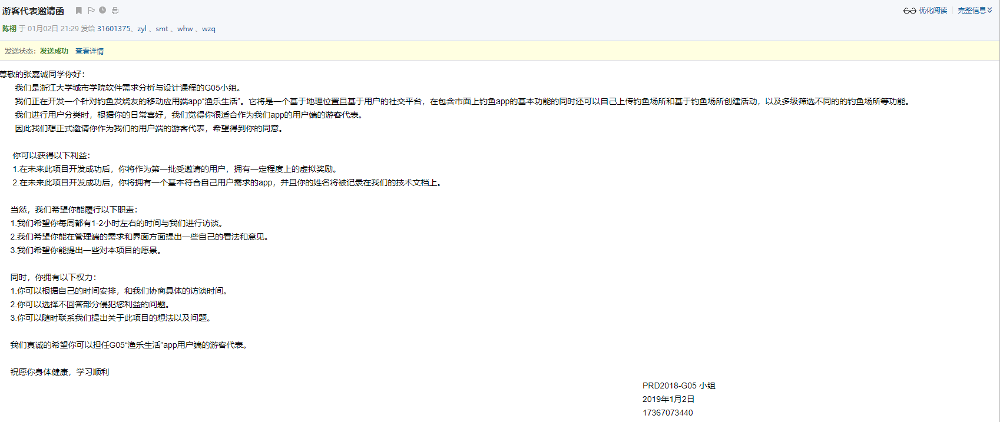 游客代表邀请函
优化阅读 完整信息
陈栩 于 01月02日 21:29 发给 31601375、zyl 、smt 、whw 、wzq
发送状态：发送成功 查看详情
尊敬的张嘉诚同学你好：
我们是浙江大学城市学院软件需求分析与设计课程的G05小组。
我们正在开发一个针对钓鱼发烧友的移动应用端app“渔乐生活”。它将是一个基于地理位置且基于用户的社交平台，在包含市面上钓鱼app的基本功能的同时还可以自己上传钓鱼场所和基于钓鱼场所创建活动，以及多级筛选不同的的钓鱼场所等功能。
我们进行用户分类时，根据你的日常喜好，我们觉得你很适合作为我们app的用户端的游客代表。
因此我们想正式邀请你作为我们的用户端的游客代表，希望得到你的同意。
你可以获得以下利益：
1.在未来此项目开发成功后，你将作为第一批受邀请的用户，拥有一定程度上的虚拟奖励。
2.在未来此项目开发成功后，你将拥有一个基本符合自己用户需求的app，并且你的姓名将被记录在我们的技术文档上。
当然，我们希望你能履行以下职责：
1.我们希望你每周都有1-2小时左右的时间与我们进行访谈。
2.我们希望你能在管理端的需求和界面方面提出一些自己的看法和意见。
3.我们希望你能提出一些对本项目的愿景。
同时，你拥有以下权力：
1.你可以根据自己的时间安排，和我们协商具体的访谈时间。
2.你可以选择不回答部分侵犯您利益的问题。
3.你可以随时联系我们提出关于此项目的想法以及问题。
我们真诚的希望你可以担任G05“渔乐生活”app用户端的游客代表。
祝愿你身体健康，学习顺利
PRD2018-G05 小组
2019年1月2日
17367073440